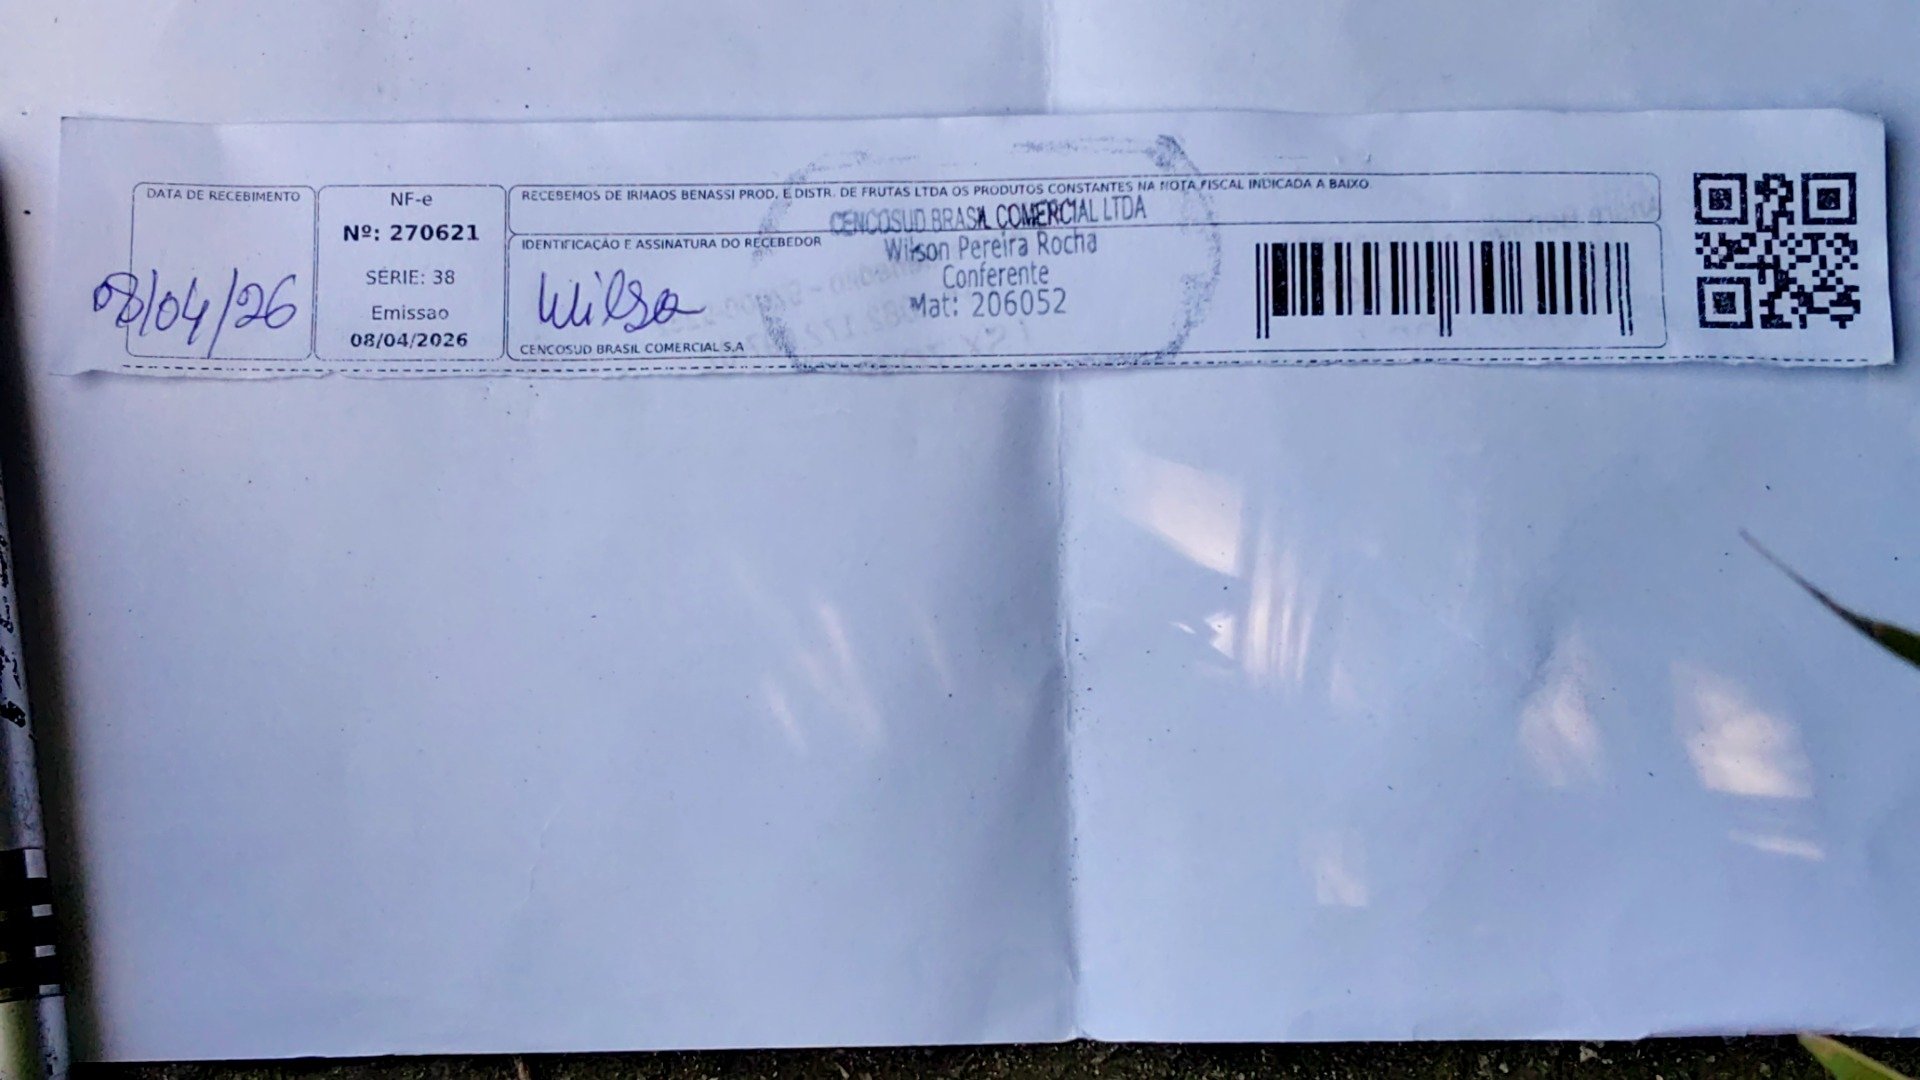 DATA DE RECEBIMENTO
08/04/26
NF-e
Nº: 270621
SÉRIE: 38
Emissao
08/04/2026
RECEBEMOS DE IRMAOS BENASSI PROD. E DISTR. DE FRUTAS LTDA OS PRODUTOS CONSTANTES NA NOTA FISCAL INDICADA A BAIXO.
IDENTIFICAÇÃO E ASSINATURA DO RECEBEDOR
Wilso
CENCOSUD BRASIL COMERCIAL S,A
CENCOSUD BRASIL COMERCIAL LTDA
Wilson Pereira Rocha
Conferente
Mat: 206052